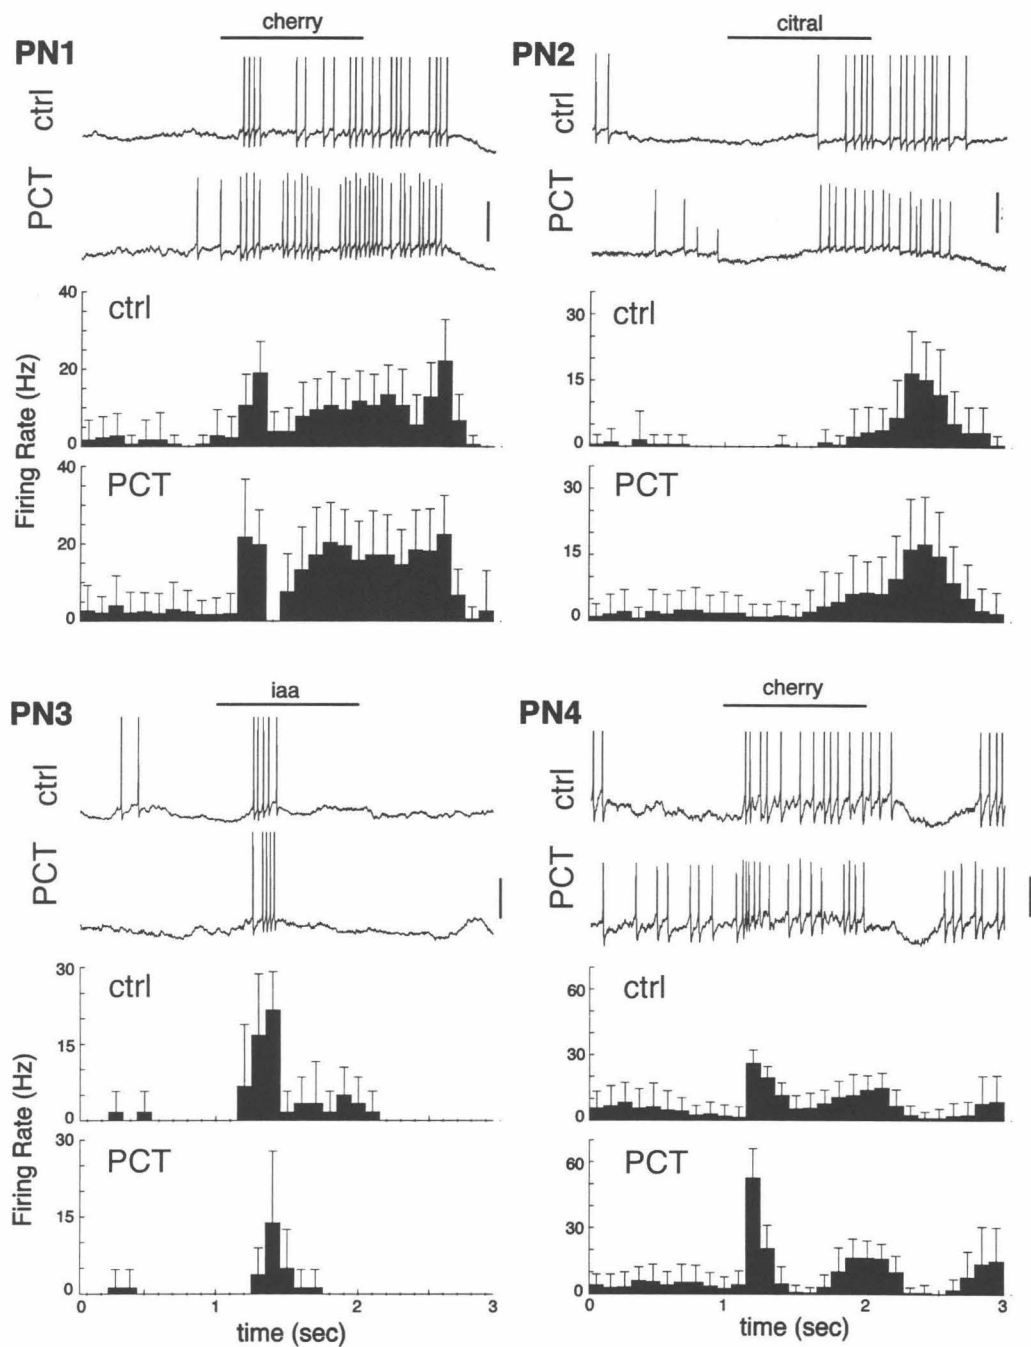 cherry
PN1
ctrl
PCT
40
ctrl
20
0
40
PCT
20
0
Firing Rate (Hz)
citral
PN2
ctrl
PCT
30
ctrl
15
0
30
PCT
15
0
iaa
PN3
ctrl
PCT
30
ctrl
15
0
30
PCT
15
0
Firing Rate (Hz)
0 1 2 3
time (sec)
cherry
PN4
ctrl
PCT
60
ctrl
30
0
60
PCT
30
0
0 1 2 3
time (sec)